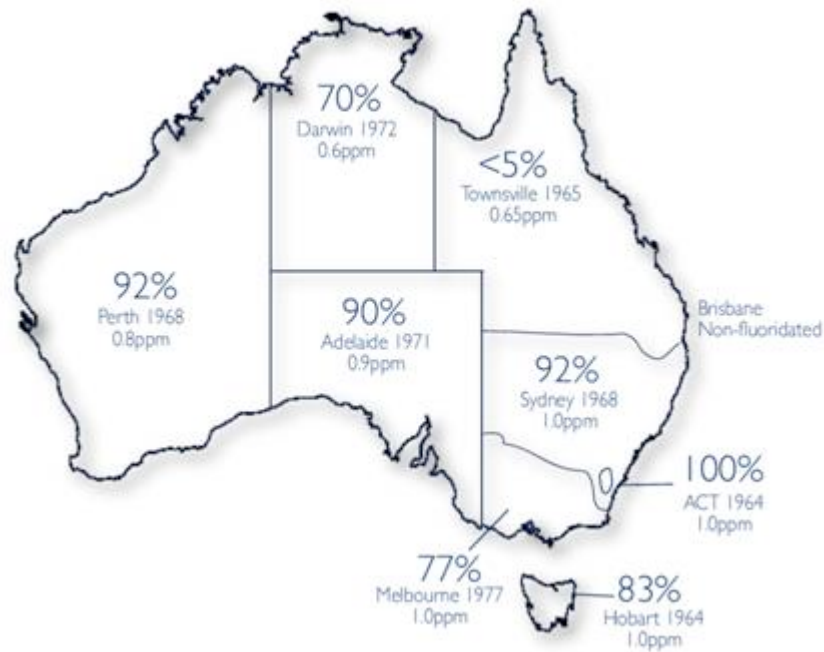 70%
Darwin 1972
0.6ppm
<5%
Townsville 1965
0.65ppm
92%
Perth 1968
0.8ppm
90%
Adelaide 1971
0.9ppm
Brisbane
Non-fluoridated
92%
Sydney 1968
1.0ppm
100%
ACT 1964
1.0ppm
77%
Melbourne 1977
1.0ppm
83%
Hobart 1964
1.0ppm